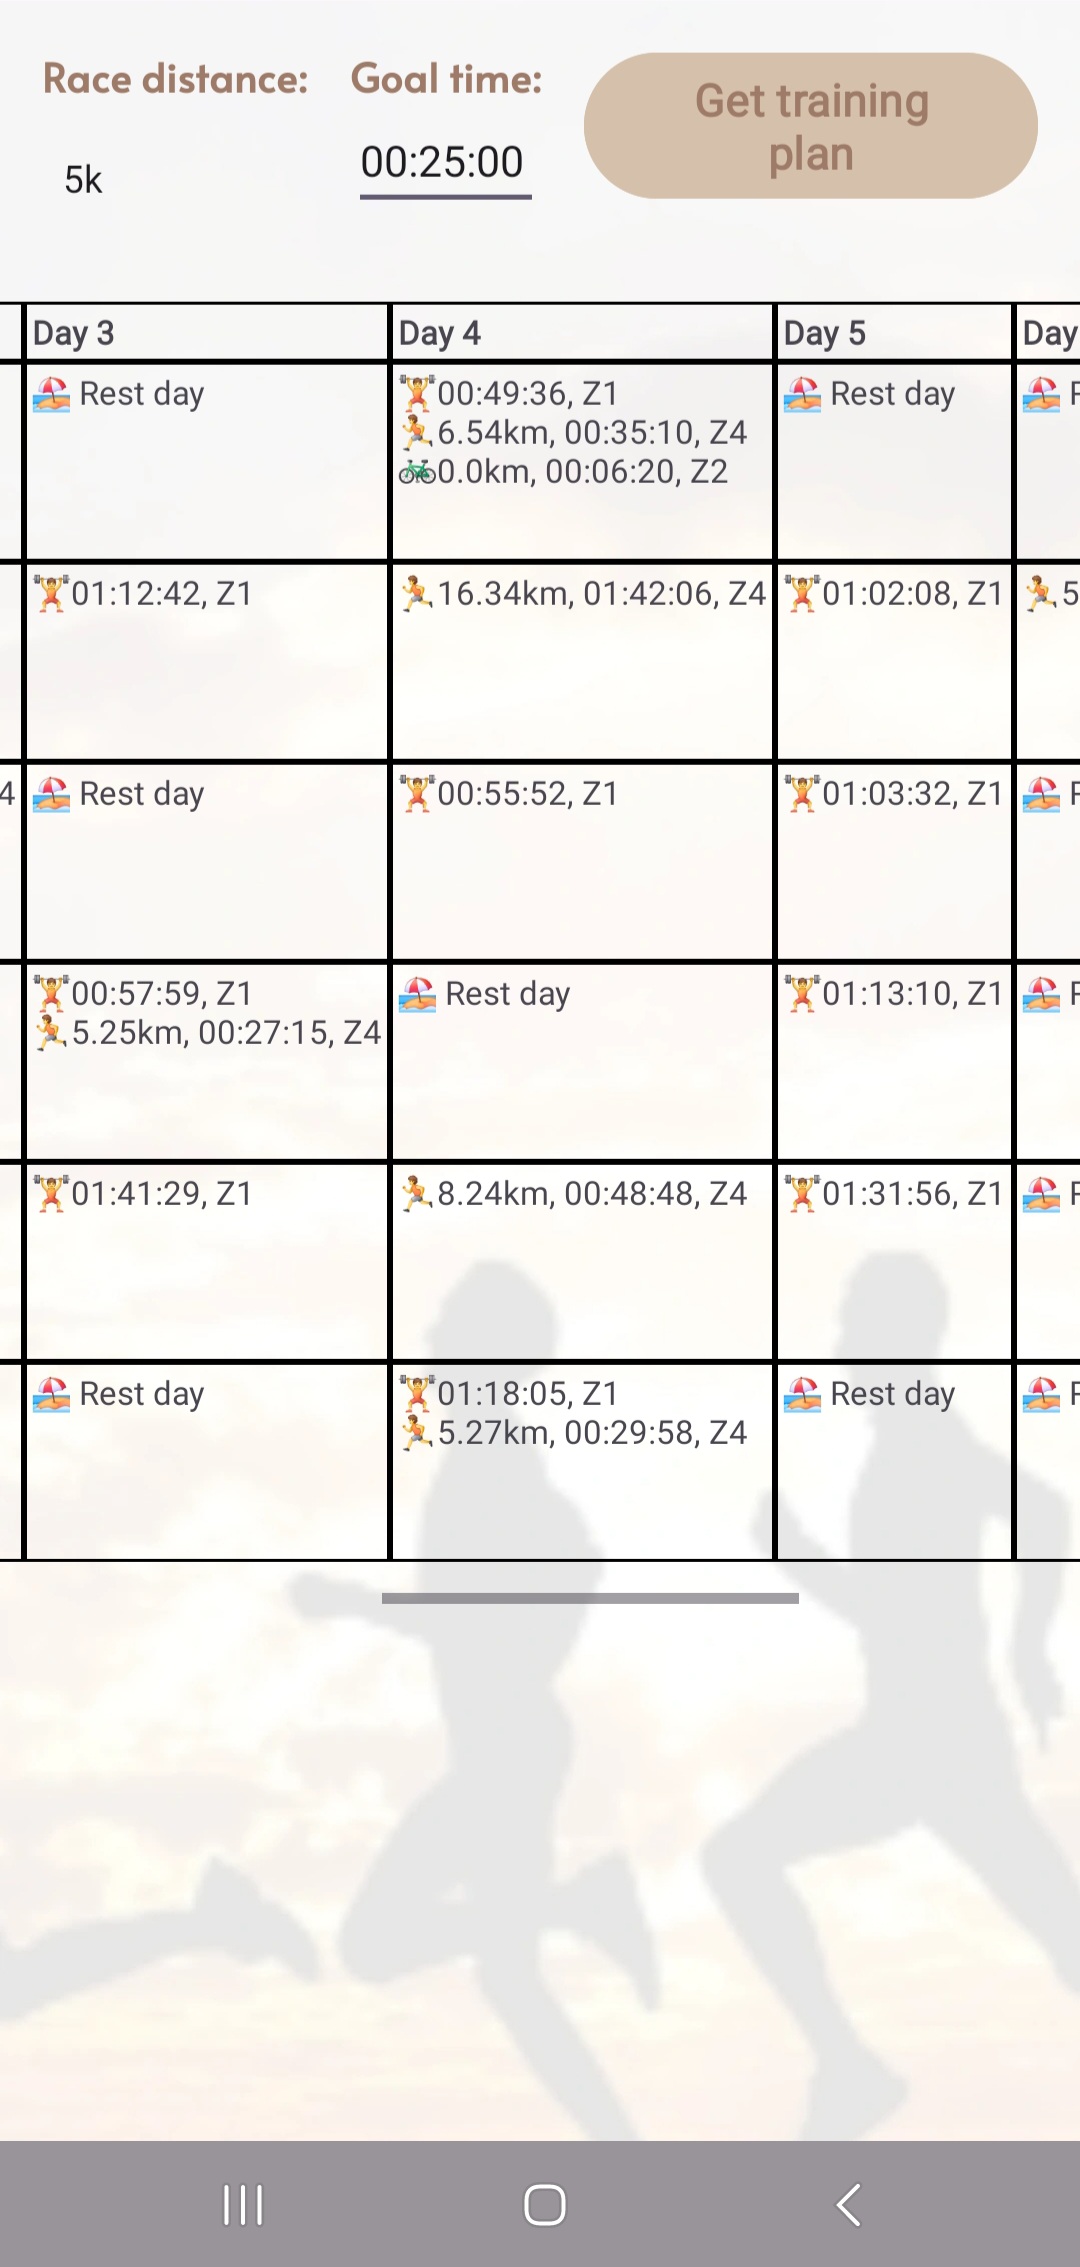 Race distance:
Goal time:
Get training
plan
5k
00:25:00
Day 3
Day 4
Day 5
Day
Rest day
00:49:36, Z1
6.54km, 00:35:10, Z4
0.0km, 00:06:20, Z2
Rest day
01:12:42, Z1
16.34km, 01:42:06, Z4
01:02:08, Z1
5
4
Rest day
00:55:52, Z1
01:03:32, Z1
00:57:59, Z1
5.25km, 00:27:15, Z4
Rest day
01:13:10, Z1
01:41:29, Z1
8.24km, 00:48:48, Z4
01:31:56, Z1
Rest day
01:18:05, Z1
5.27km, 00:29:58, Z4
Rest day